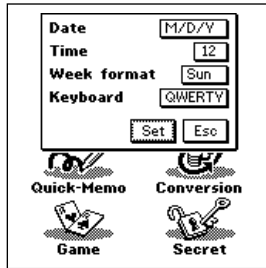 Date M/D/Y
Time 12
Week format Sun
Keyboard QWERTY
Set Esc
Quick-Memo Conversion
Game Secret